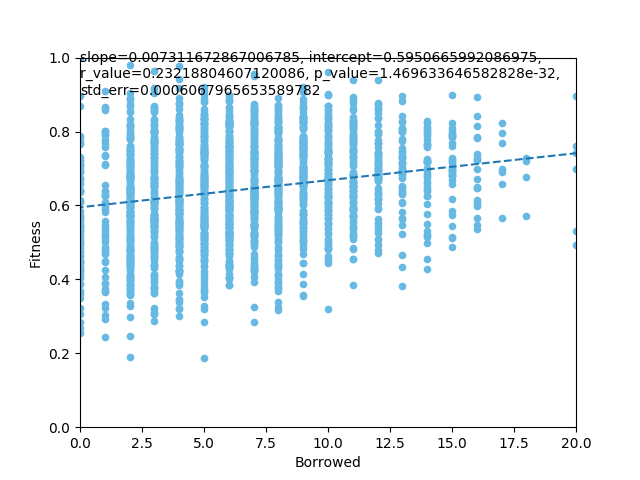 slope=0.007311672867006785, intercept=0.5950665992086975,
r_value=0.23218804607120086, p_value=1.469633646582828e-32,
std_err=0.0006067965653589782
1.0
0.8
0.6
0.4
0.2
0.0
Fitness
0.0 2.5 5.0 7.5 10.0 12.5 15.0 17.5 20.0
Borrowed